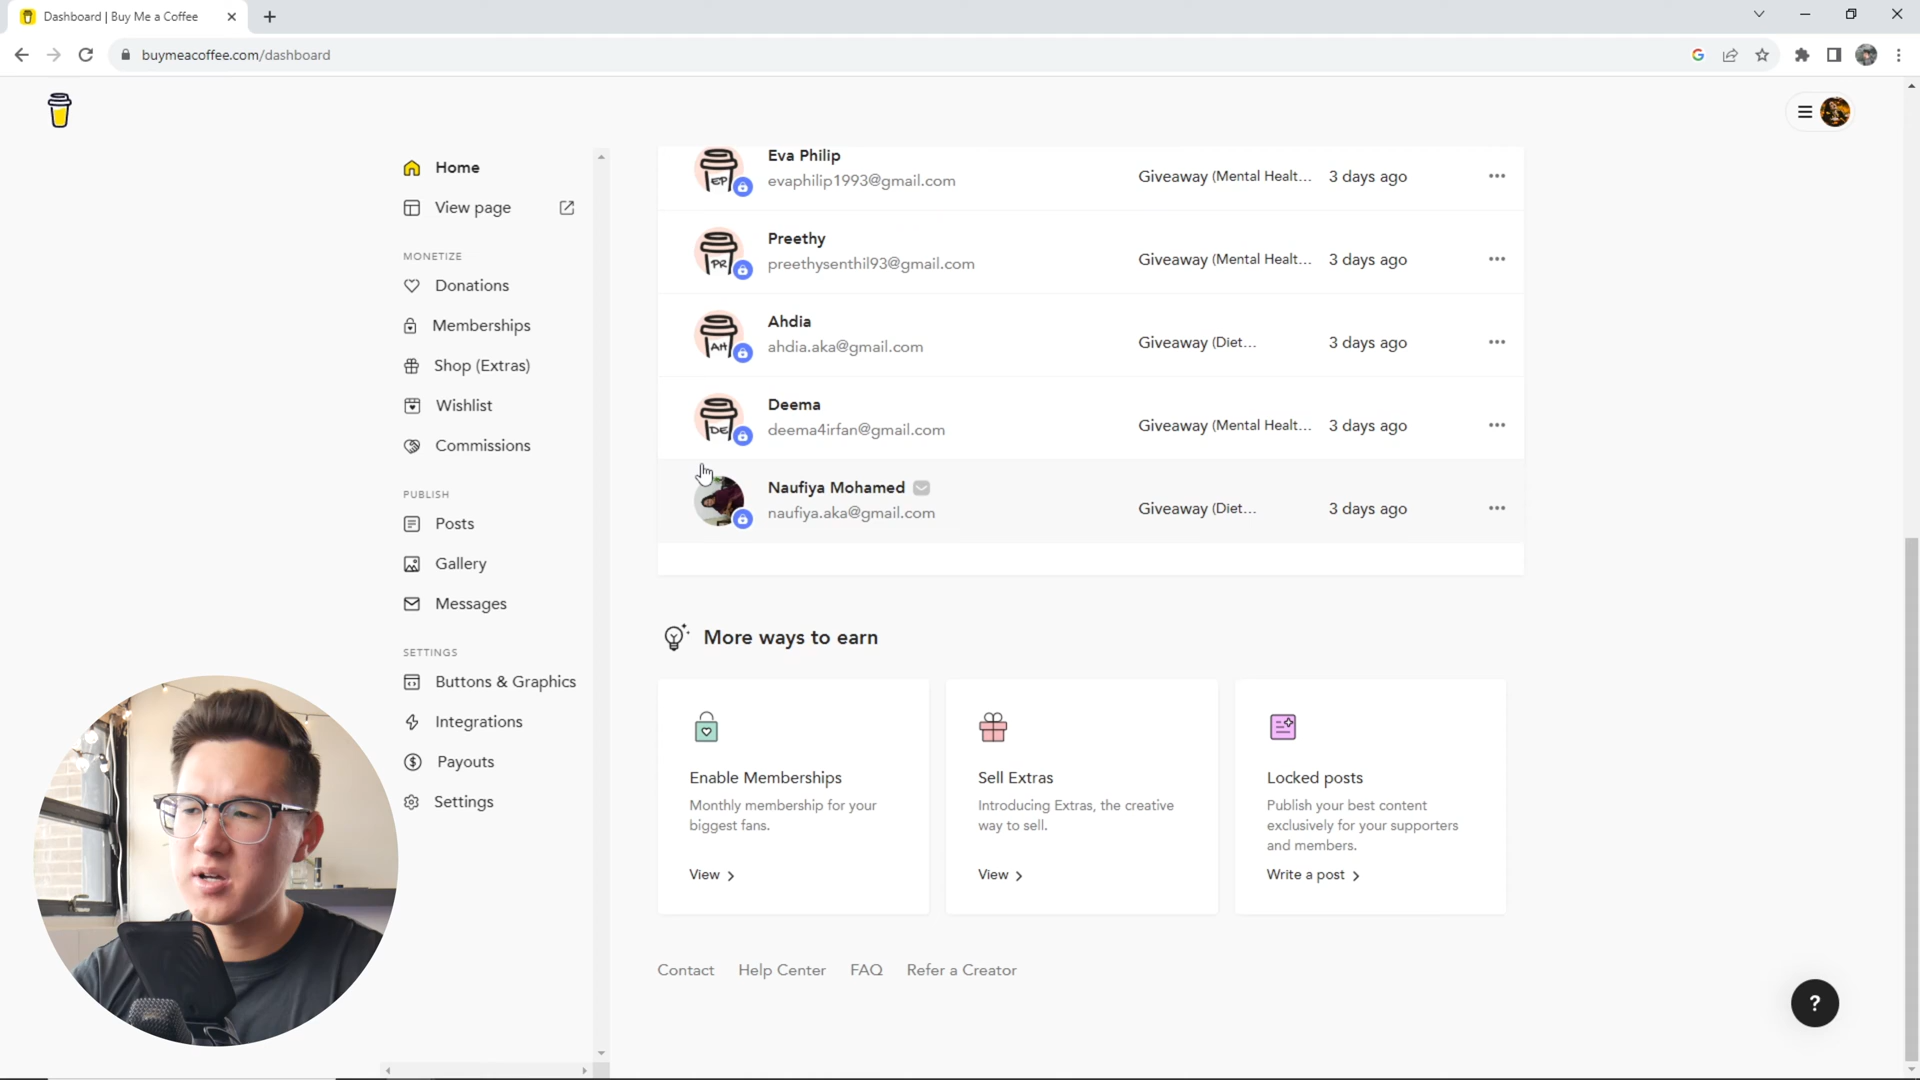 Dashboard | Buy Me a Coffee
buymeacoffee.com/dashboard
Home
View page
MONETIZE
Donations
Memberships
Shop (Extras)
Wishlist
Commissions
PUBLISH
Posts
Gallery
Messages
SETTINGS
Buttons & Graphics
Integrations
Payouts
Settings
EP
Eva Philip
evaphilip1993@gmail.com
Giveaway (Mental Healt...
3 days ago
PR
Preethy
preethysenthil93@gmail.com
Giveaway (Mental Healt...
3 days ago
AH
Ahdia
ahdia.aka@gmail.com
Giveaway (Diet...
3 days ago
DE
Deema
deema4irfan@gmail.com
Giveaway (Mental Healt...
3 days ago
Naufiya Mohamed
naufiya.aka@gmail.com
Giveaway (Diet...
3 days ago
More ways to earn
Enable Memberships
Monthly membership for your
biggest fans.
View
Sell Extras
Introducing Extras, the creative
way to sell.
View
Locked posts
Publish your best content
exclusively for your supporters
and members.
Write a post
Contact
Help Center
FAQ
Refer a Creator
?